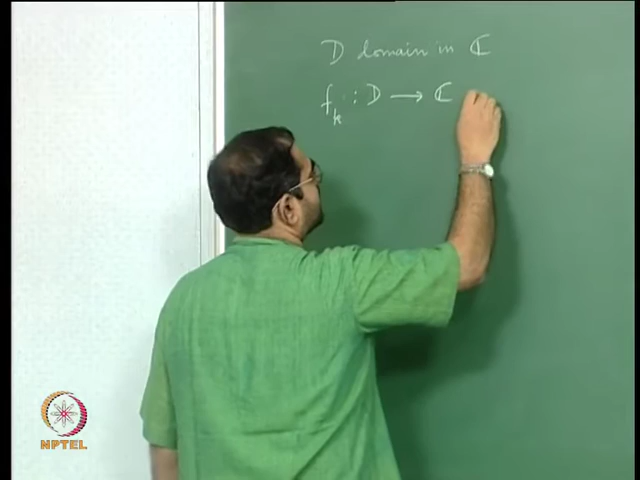 D domain in ℂ
f_k : D → ℂ
NPTEL